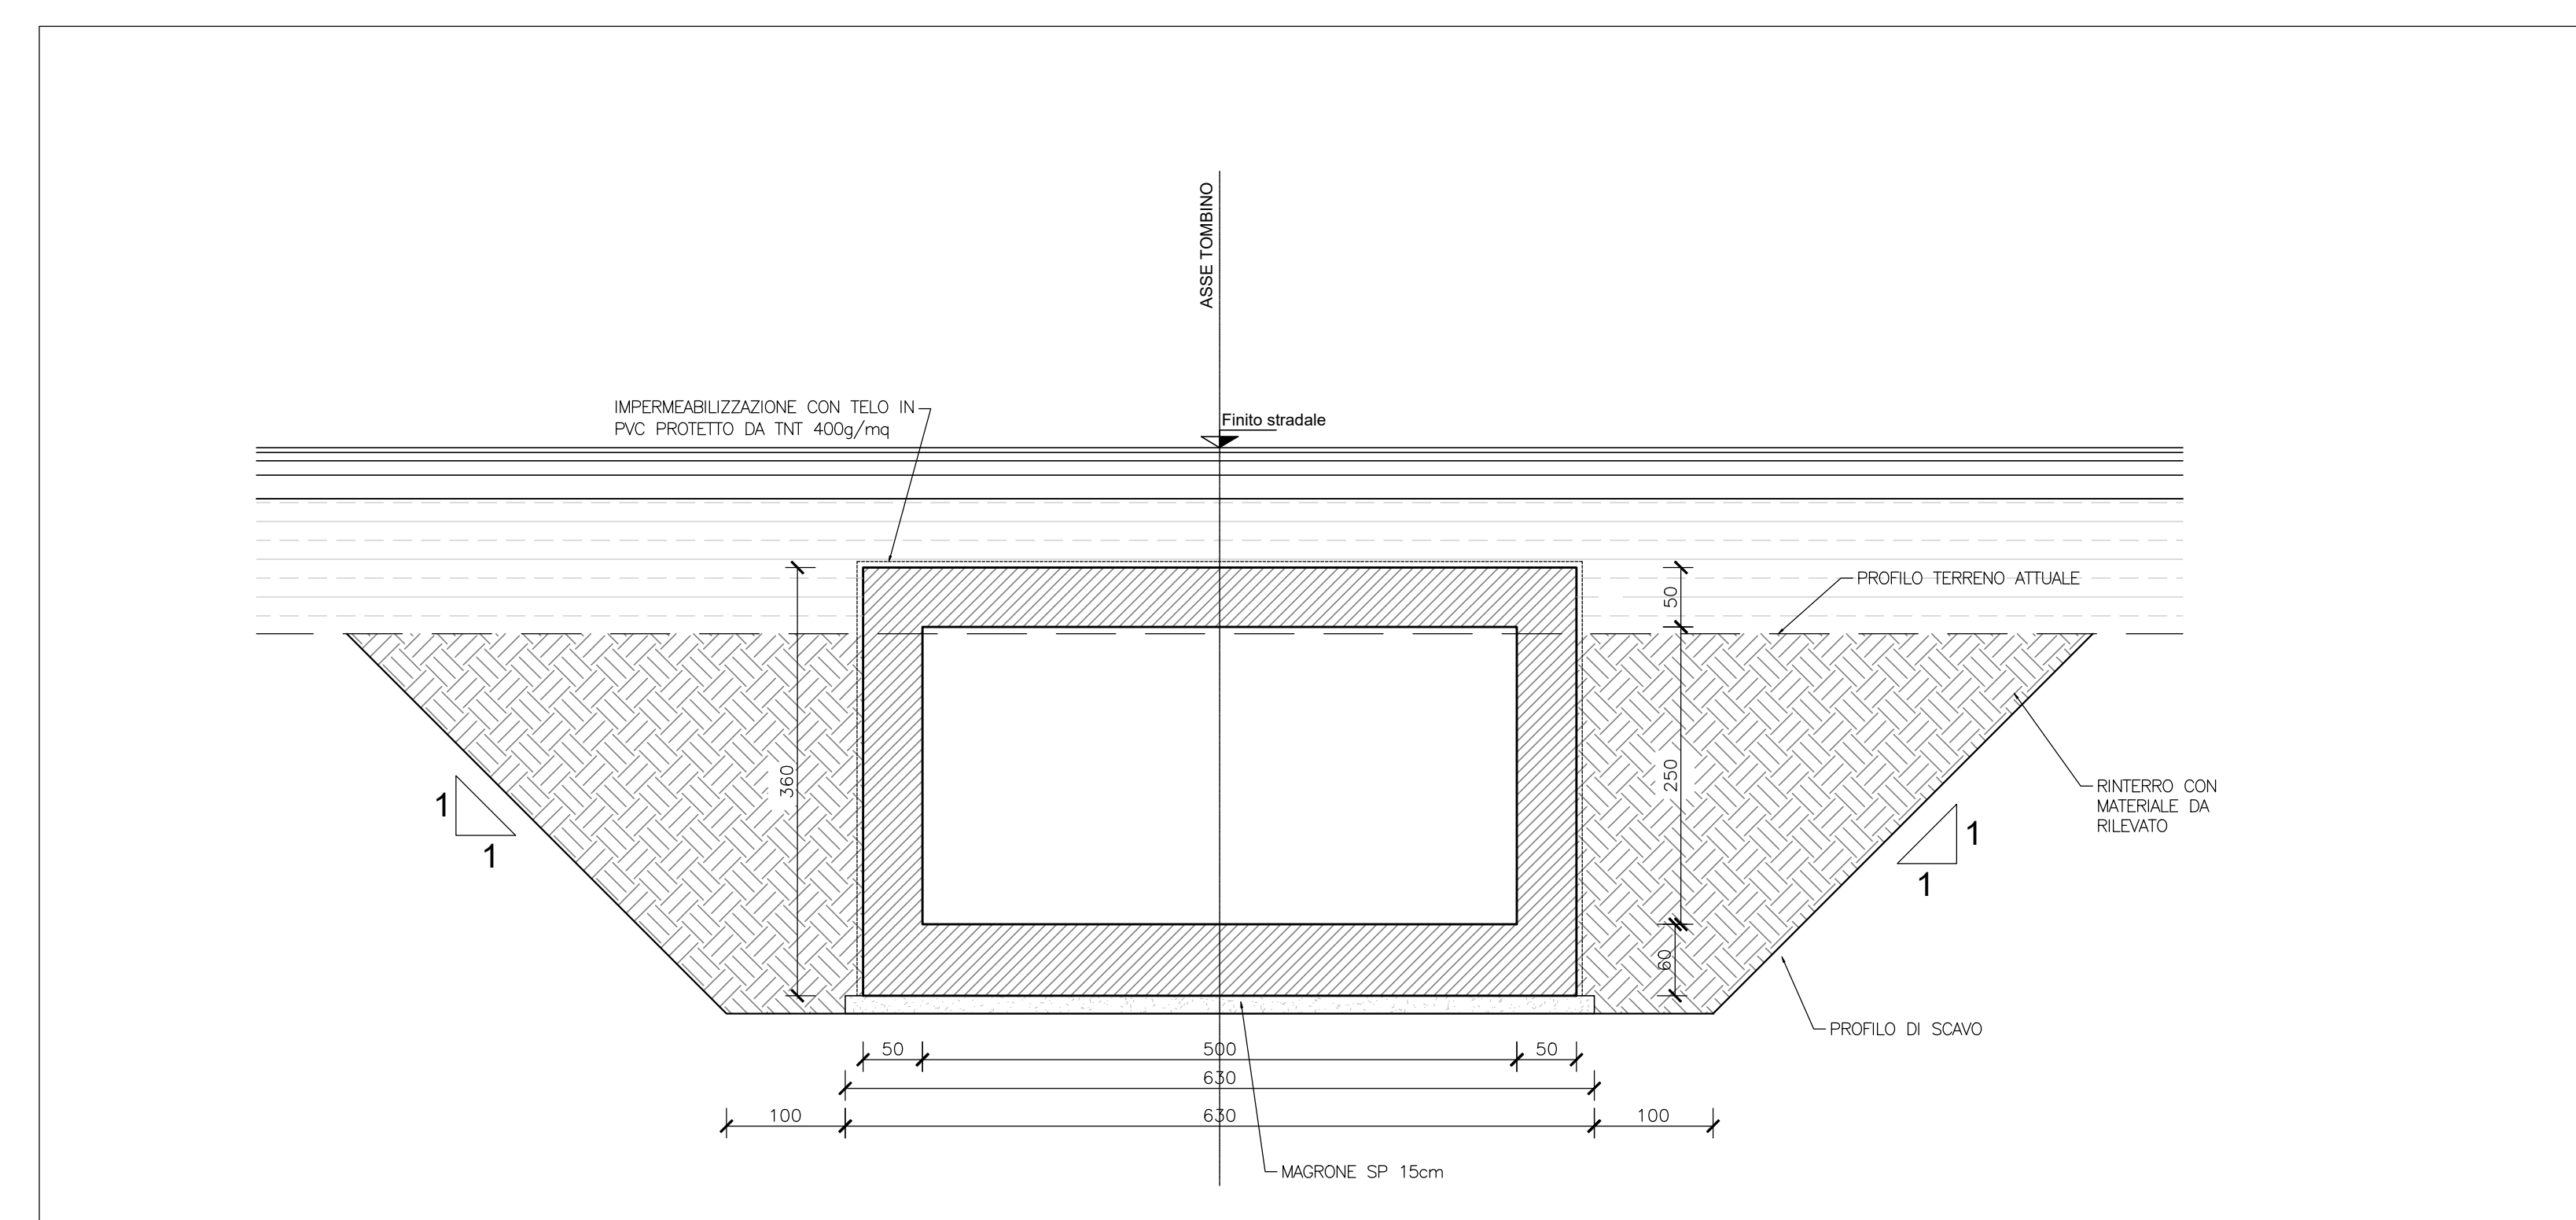 ASSE TOMBINO
IMPERMEABILIZZAZIONE CON TELO IN
PVC PROTETTO DA TNT 400g/mq
Finito stradale
PROFILO TERRENO ATTUALE
50
360
250
1
1
RINTERRO CON
MATERIALE DA
RILEVATO
1
1
60
PROFILO DI SCAVO
50 500 50
630
100 630 100
MAGRONE SP 15cm